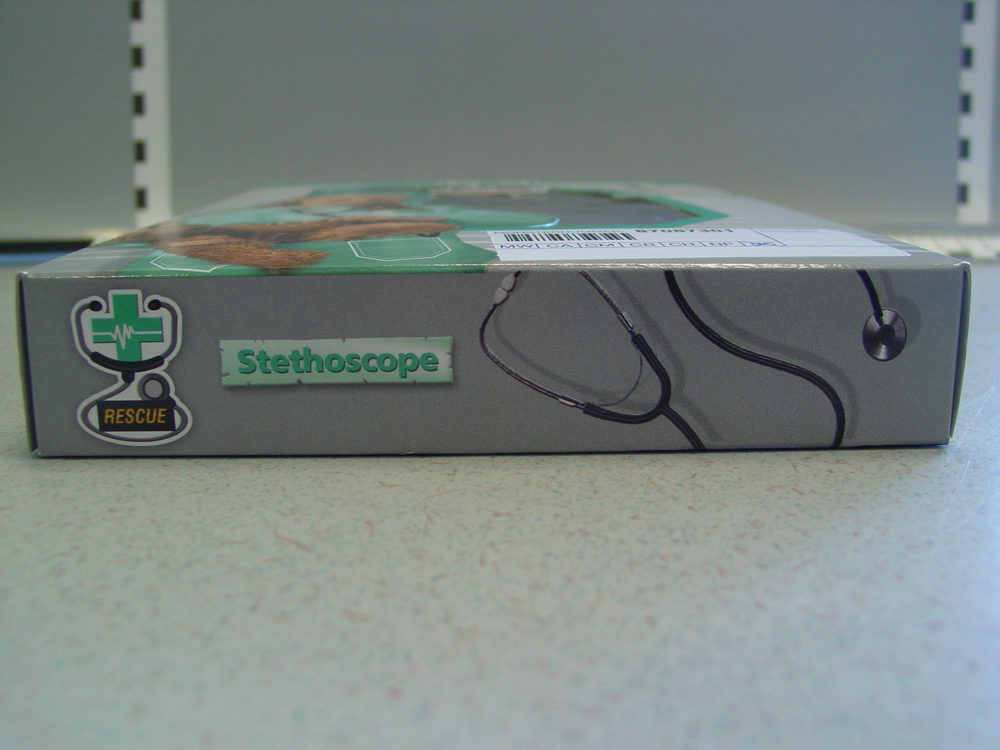 87087301
MW CA CM CB CH NP
Stethoscope
RESCUE